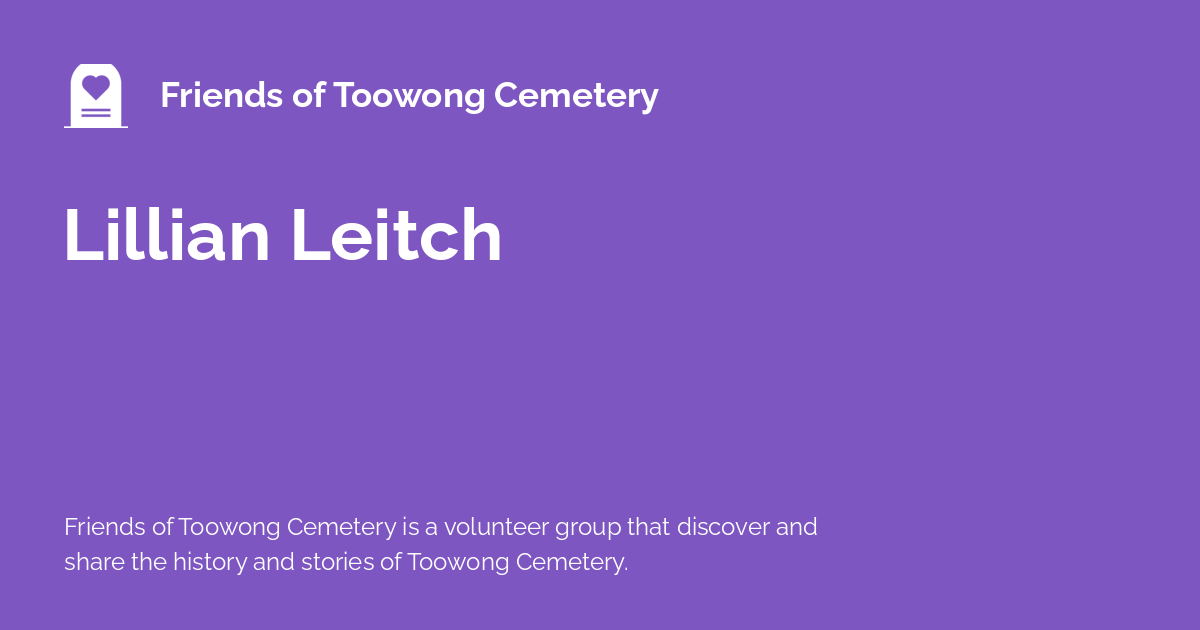 Friends of Toowong Cemetery
Lillian Leitch
Friends of Toowong Cemetery is a volunteer group that discover and
share the history and stories of Toowong Cemetery.